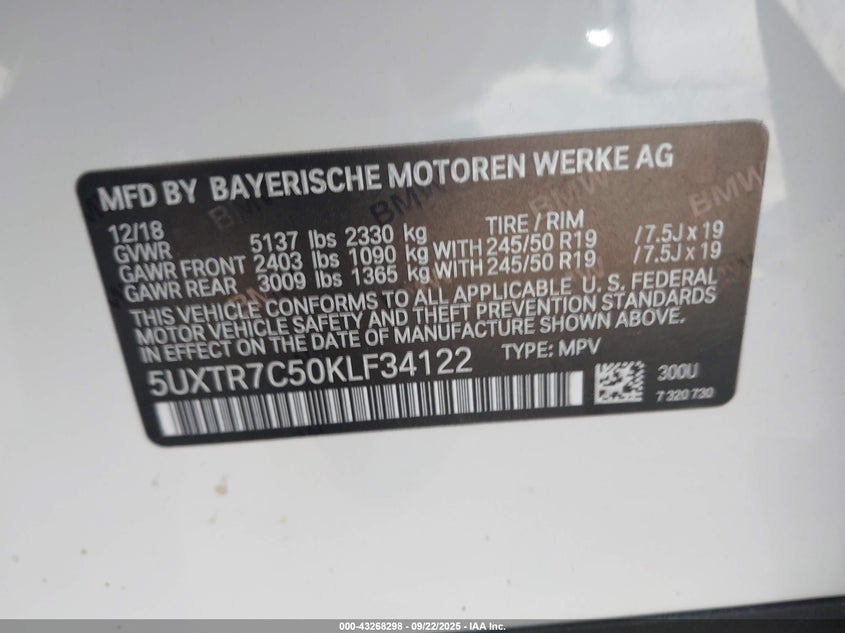 MFD BY BAYERISCHE MOTOREN WERKE AG
12/18 TIRE / RIM
GVWR 5137 lbs 2330 kg
GAWR FRONT 2403 lbs 1090 kg WITH 245/50 R19 /7.5J x 19
GAWR REAR 3009 lbs 1365 kg WITH 245/50 R19 /7.5J x 19
THIS VEHICLE CONFORMS TO ALL APPLICABLE U. S. FEDERAL
MOTOR VEHICLE SAFETY AND THEFT PREVENTION STANDARDS
IN EFFECT ON THE DATE OF MANUFACTURE SHOWN ABOVE.
5UXTR7C50KLF34122 TYPE: MPV
300U
7 320 730
000-43268298 - 09/22/2025 - IAA Inc.